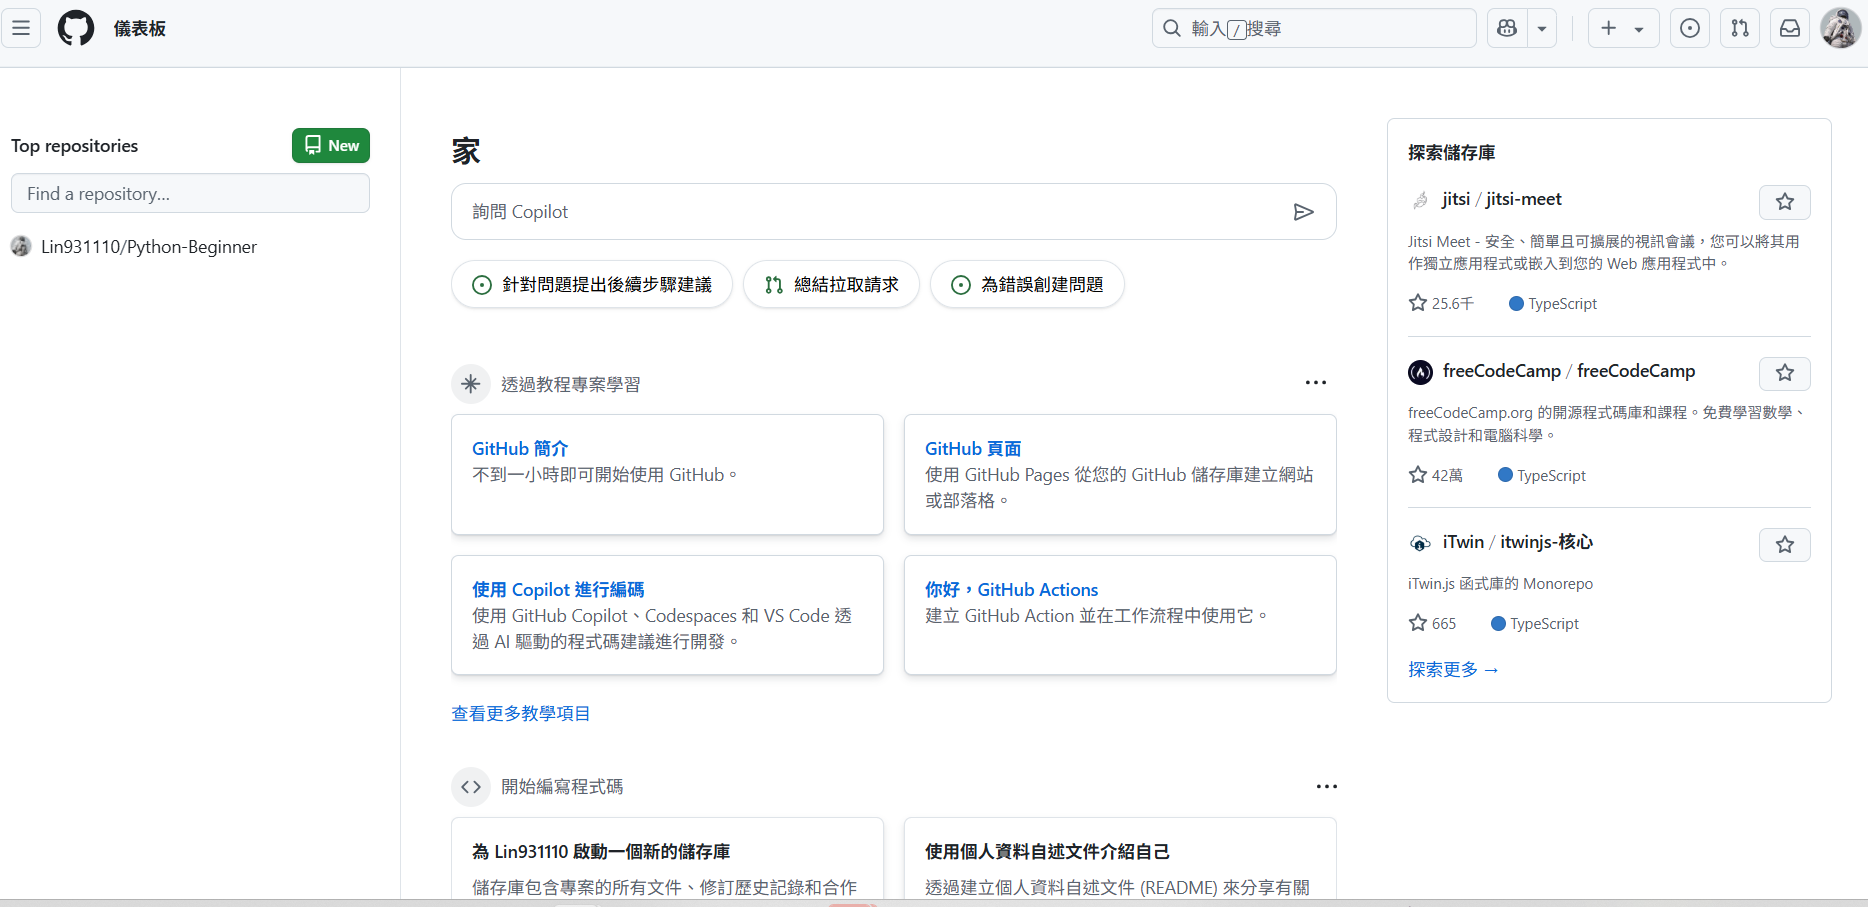 儀表板
輸入/搜尋
Top repositories
New
Find a repository...
Lin931110/Python-Beginner
家
詢問 Copilot
針對問題提出後續步驟建議
總結拉取請求
為錯誤創建問題
透過教程專案學習
GitHub 簡介
不到一小時即可開始使用 GitHub。
GitHub 頁面
使用 GitHub Pages 從您的 GitHub 儲存庫建立網站
或部落格。
使用 Copilot 進行編碼
使用 GitHub Copilot、Codespaces 和 VS Code 透
過 AI 驅動的程式碼建議進行開發。
你好，GitHub Actions
建立 GitHub Action 並在工作流程中使用它。
查看更多教學項目
開始編寫程式碼
為 Lin931110 啟動一個新的儲存庫
儲存庫包含專案的所有文件、修訂歷史記錄和合作
使用個人資料自述文件介紹自己
透過建立個人資料自述文件 (README) 來分享有關
探索儲存庫
jitsi / jitsi-meet
Jitsi Meet - 安全、簡單且可擴展的視訊會議，您可以將其用
作獨立應用程式或嵌入到您的 Web 應用程式中。
25.6千
TypeScript
freeCodeCamp / freeCodeCamp
freeCodeCamp.org 的開源程式碼庫和課程。免費學習數學、
程式設計和電腦科學。
42萬
TypeScript
iTwin / itwinjs-核心
iTwin.js 函式庫的 Monorepo
665
TypeScript
探索更多 →